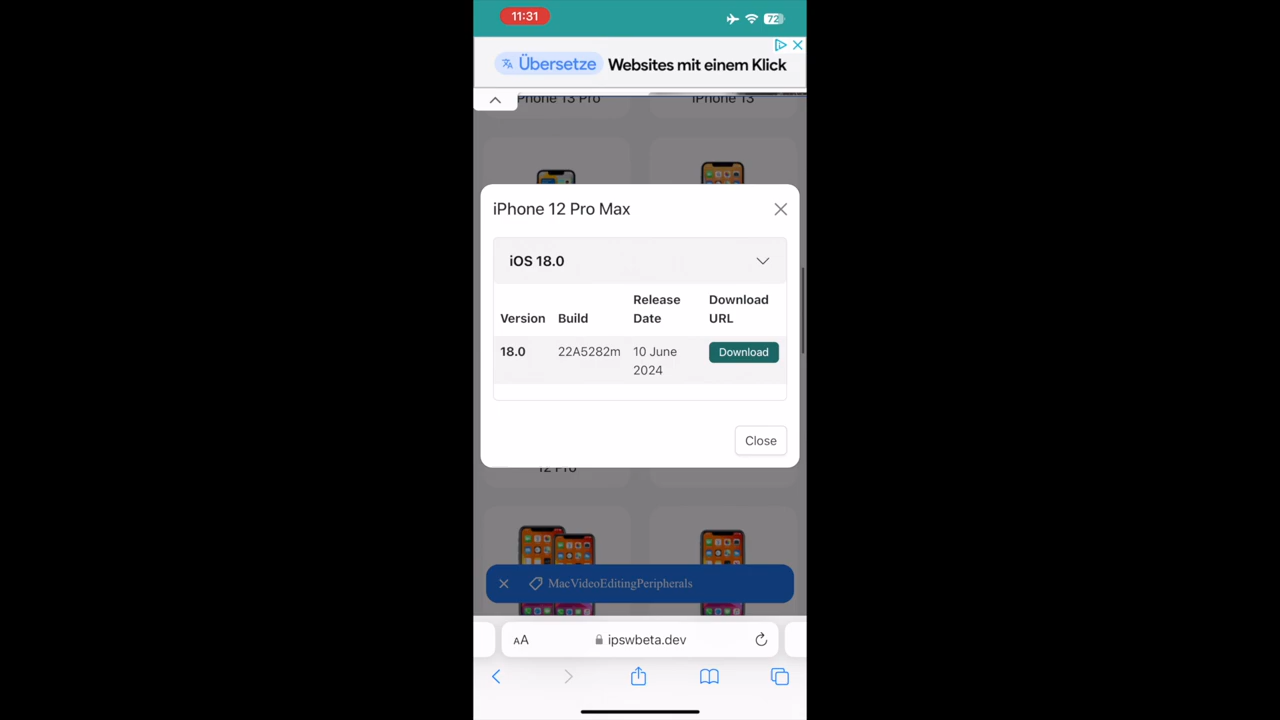 11:31
72
Übersetze Websites mit einem Klick
iPhone 13 Pro
iPhone 13
iPhone 12 Pro Max
iOS 18.0
Version Build Release Date Download URL
18.0 22A5282m 10 June 2024 Download
Close
12 Pro
MacVideoEditingPeripherals
AA ipswbeta.dev